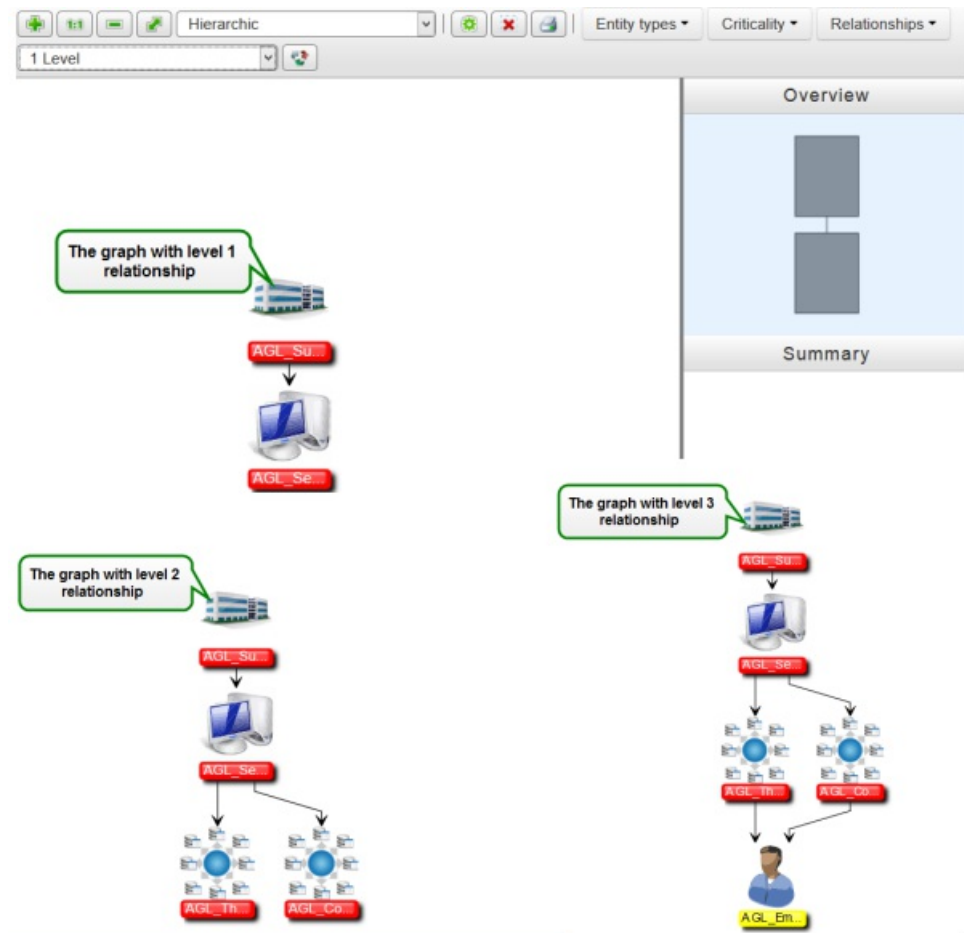 1:1
Hierarchic
Entity types
Criticality
Relationships
1 Level
Overview
Summary
The graph with level 1
relationship
AGL_Su...
AGL_Se...
The graph with level 2
relationship
AGL_Su...
AGL_Se...
AGL_Th...
AGL_Co...
The graph with level 3
relationship
AGL_Su...
AGL_Se...
AGL_Th...
AGL_Co...
AGL_Em...